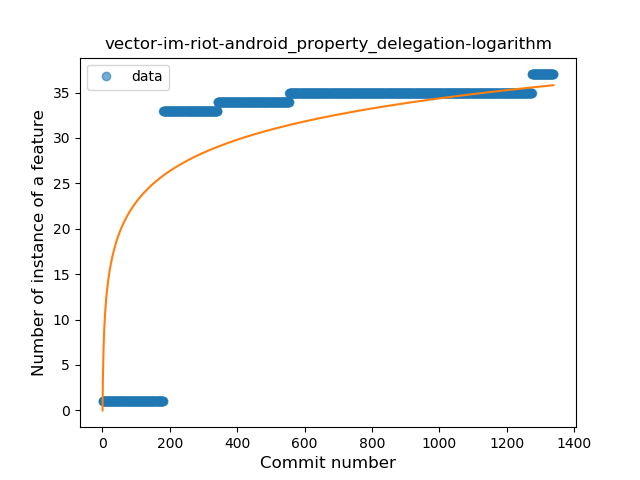 vector-im-riot-android_property_delegation-logarithm
data
Number of instance of a feature
35
30
25
20
15
10
5
0
0 200 400 600 800 1000 1200 1400
Commit number